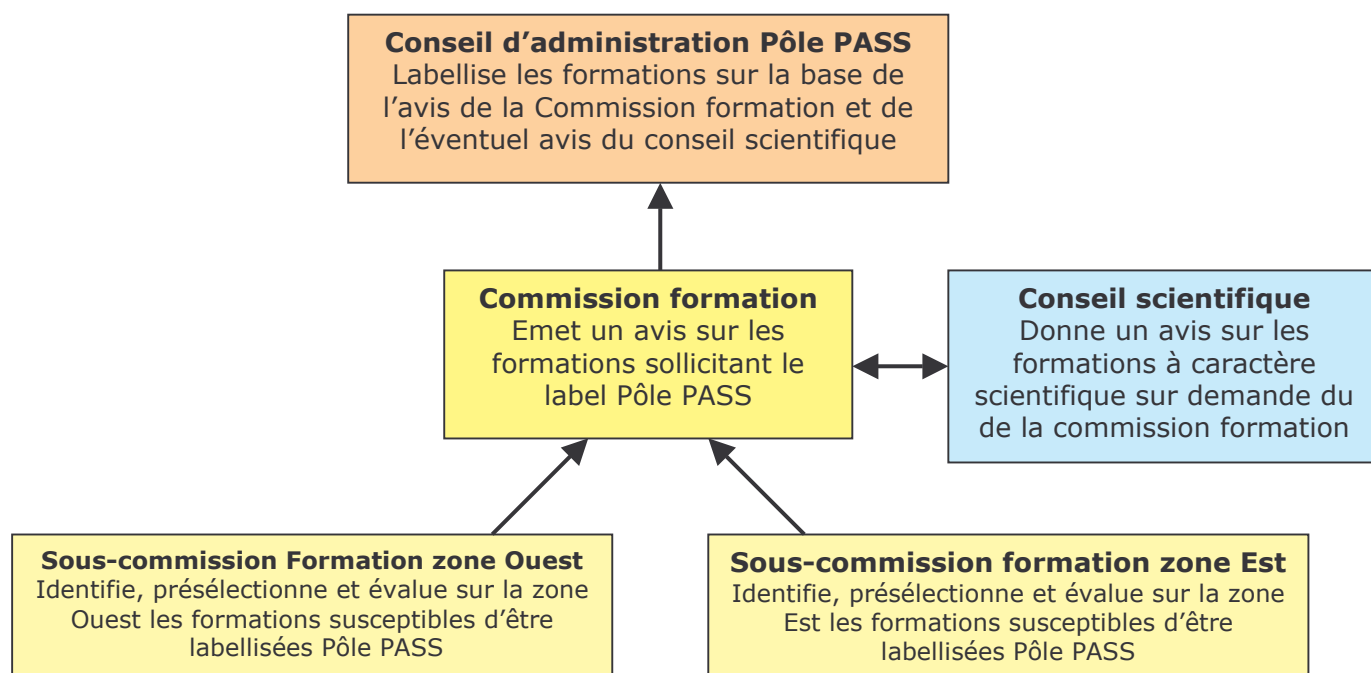 Conseil d’administration Pôle PASS
Labellise les formations sur la base de
l’avis de la Commission formation et de
l’éventuel avis du conseil scientifique
Commission formation
Emet un avis sur les
formations sollicitant le
label Pôle PASS
Conseil scientifique
Donne un avis sur les
formations à caractère
scientifique sur demande du
de la commission formation
Sous-commission Formation zone Ouest
Identifie, présélectionne et évalue sur la zone
Ouest les formations susceptibles d’être
labellisées Pôle PASS
Sous-commission formation zone Est
Identifie, présélectionne et évalue sur la zone
Est les formations susceptibles d’être
labellisées Pôle PASS